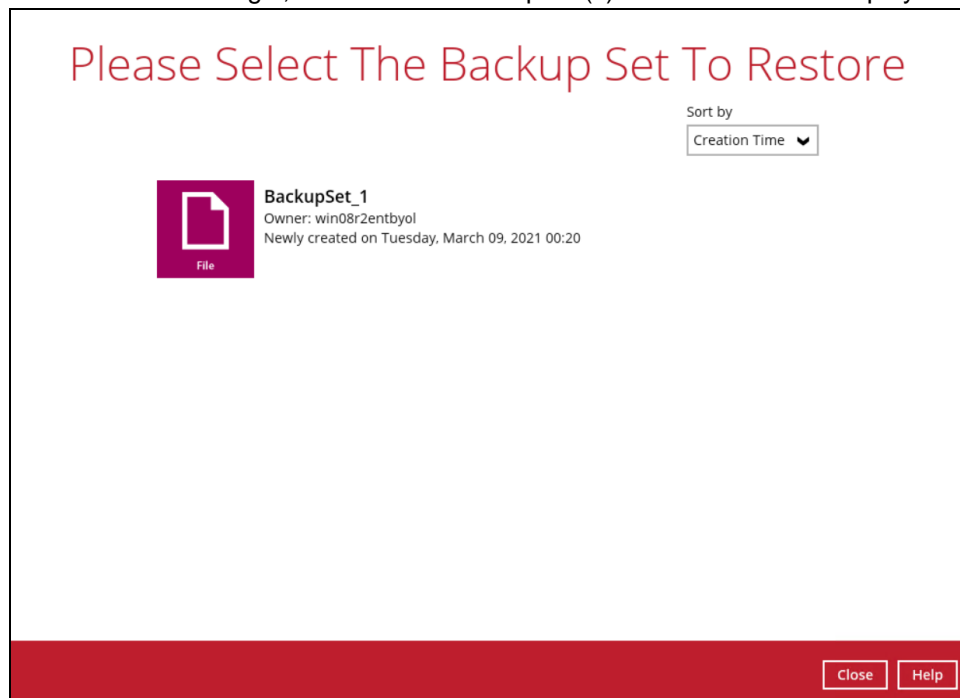 Please Select The Backup Set To Restore
Sort by
Creation Time
BackupSet_1
Owner: win08r2entbyol
Newly created on Tuesday, March 09, 2021 00:20
File
Close Help